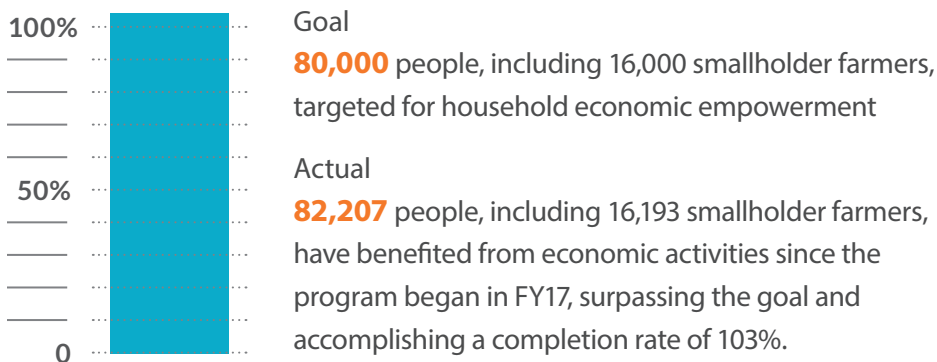 100%
50%
0
Goal
80,000 people, including 16,000 smallholder farmers,
targeted for household economic empowerment
Actual
82,207 people, including 16,193 smallholder farmers,
have benefited from economic activities since the
program began in FY17, surpassing the goal and
accomplishing a completion rate of 103%.